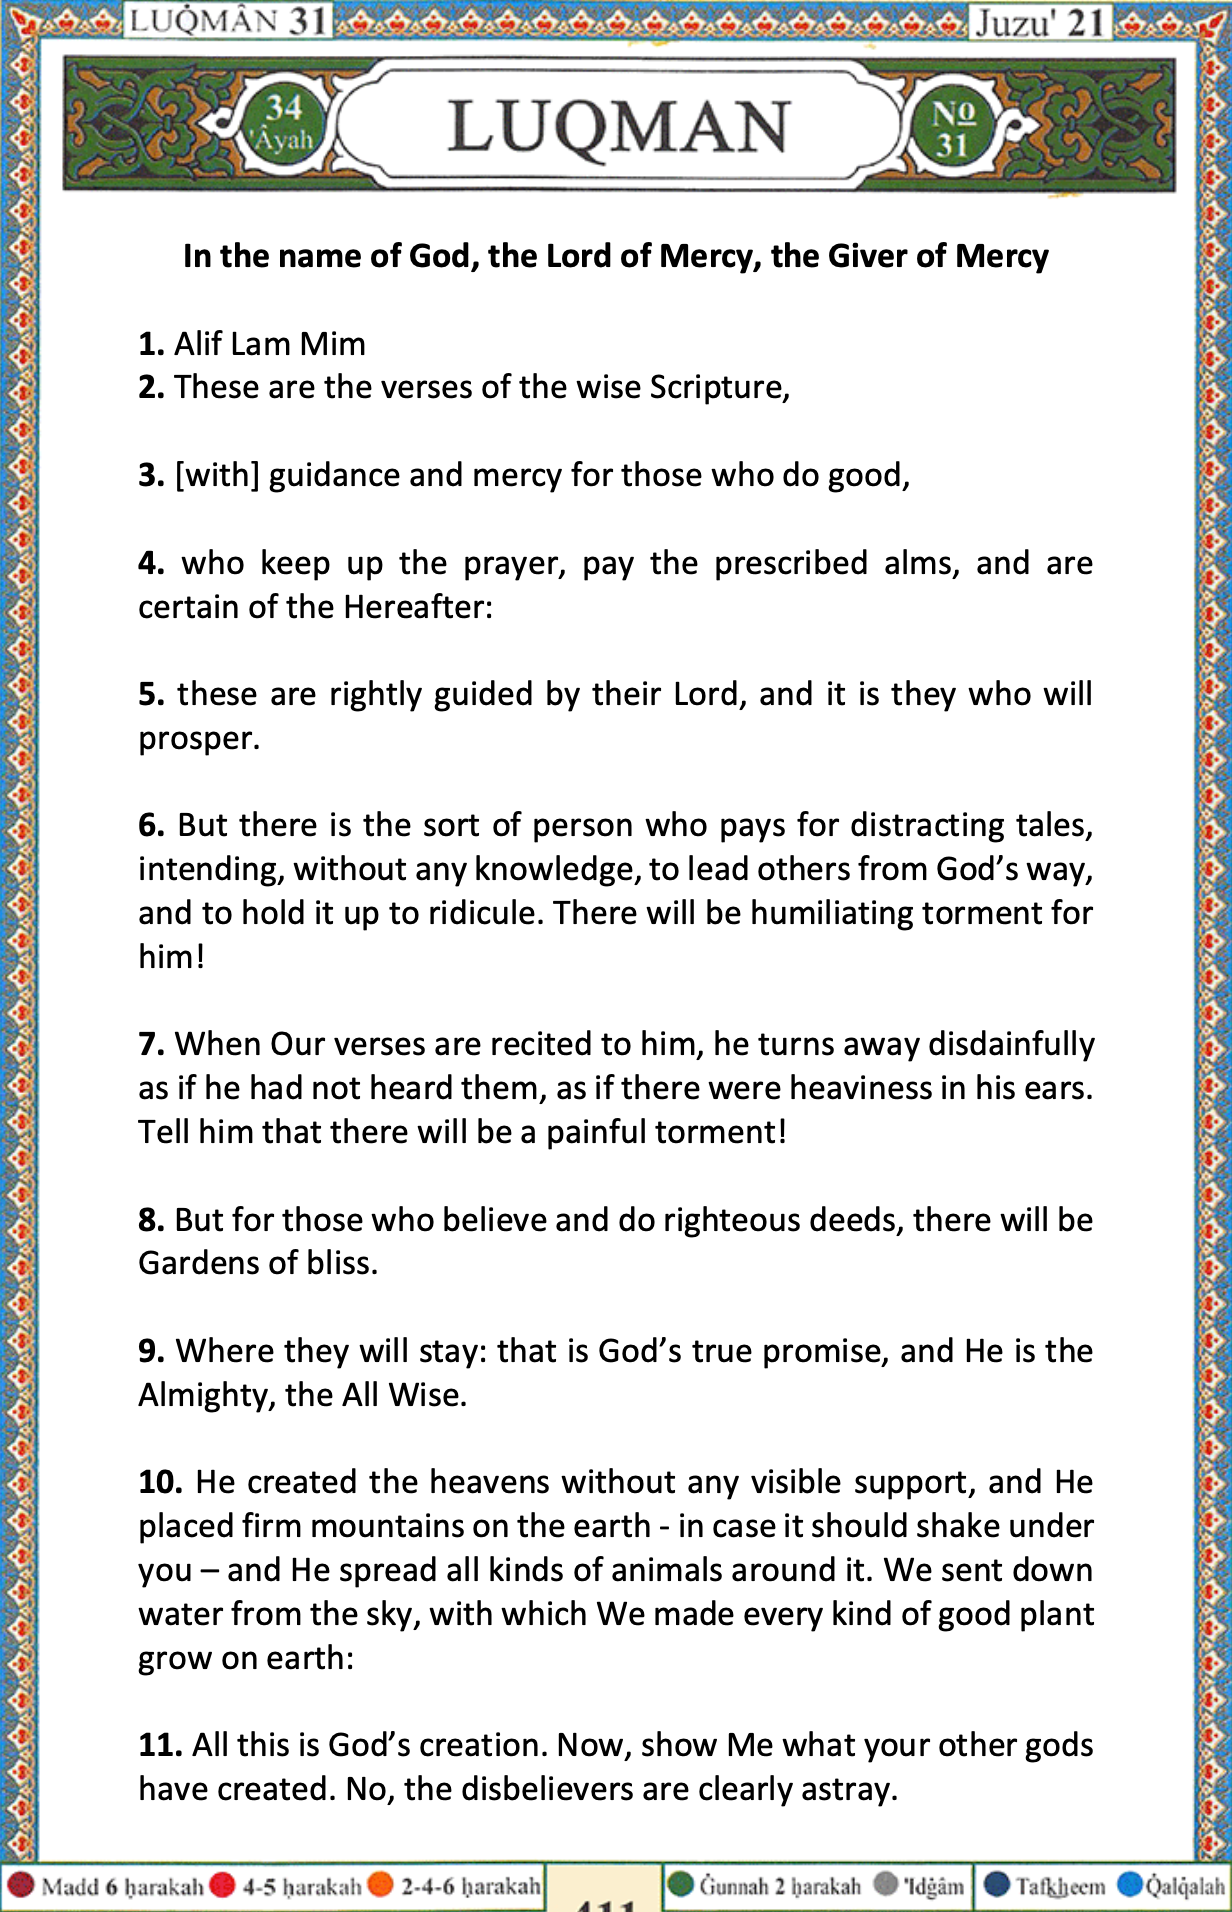 LUQ̇MÂN 31
Juzu' 21
34
'Âyah
LUQMAN
No
31
In the name of God, the Lord of Mercy, the Giver of Mercy
1. Alif Lam Mim
2. These are the verses of the wise Scripture,
3. [with] guidance and mercy for those who do good,
4. who keep up the prayer, pay the prescribed alms, and are
certain of the Hereafter:
5. these are rightly guided by their Lord, and it is they who will
prosper.
6. But there is the sort of person who pays for distracting tales,
intending, without any knowledge, to lead others from God’s way,
and to hold it up to ridicule. There will be humiliating torment for
him!
7. When Our verses are recited to him, he turns away disdainfully
as if he had not heard them, as if there were heaviness in his ears.
Tell him that there will be a painful torment!
8. But for those who believe and do righteous deeds, there will be
Gardens of bliss.
9. Where they will stay: that is God’s true promise, and He is the
Almighty, the All Wise.
10. He created the heavens without any visible support, and He
placed firm mountains on the earth - in case it should shake under
you – and He spread all kinds of animals around it. We sent down
water from the sky, with which We made every kind of good plant
grow on earth:
11. All this is God’s creation. Now, show Me what your other gods
have created. No, the disbelievers are clearly astray.
Madd 6 ḥarakah 4-5 ḥarakah 2-4-6 ḥarakah 411 Ġunnah 2 ḥarakah 'Idġâm Tafk͟heem Q̇alq̇alah